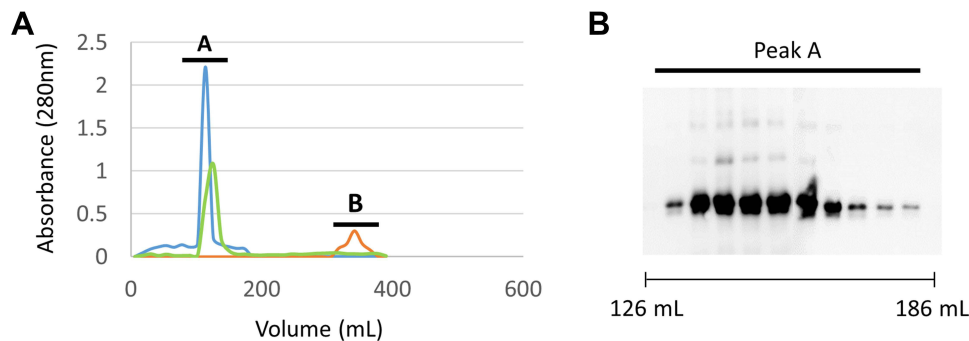 A
Absorbance (280nm)
2.5
2
1.5
1
0.5
0
A
B
0
200
400
600
Volume (mL)
B
Peak A
126 mL
186 mL